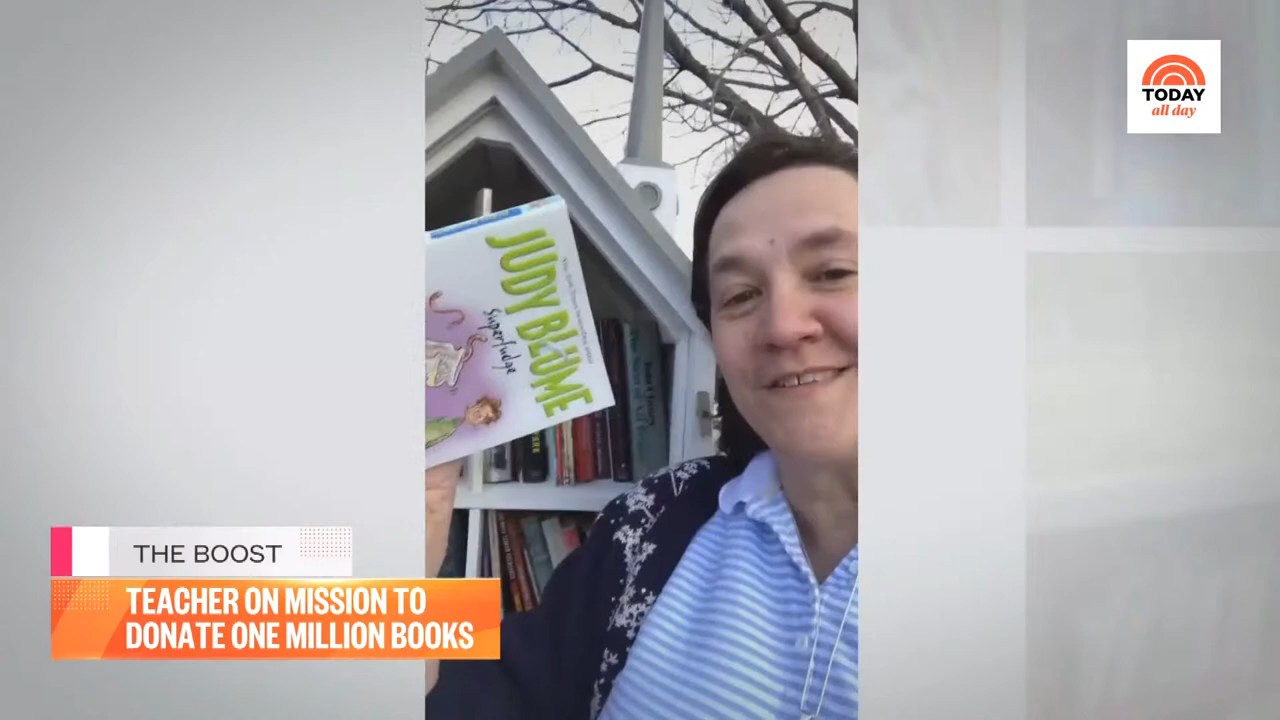 TODAY
all day
JUDY BLUME
Superfudge
THE BOOST
TEACHER ON MISSION TO
DONATE ONE MILLION BOOKS